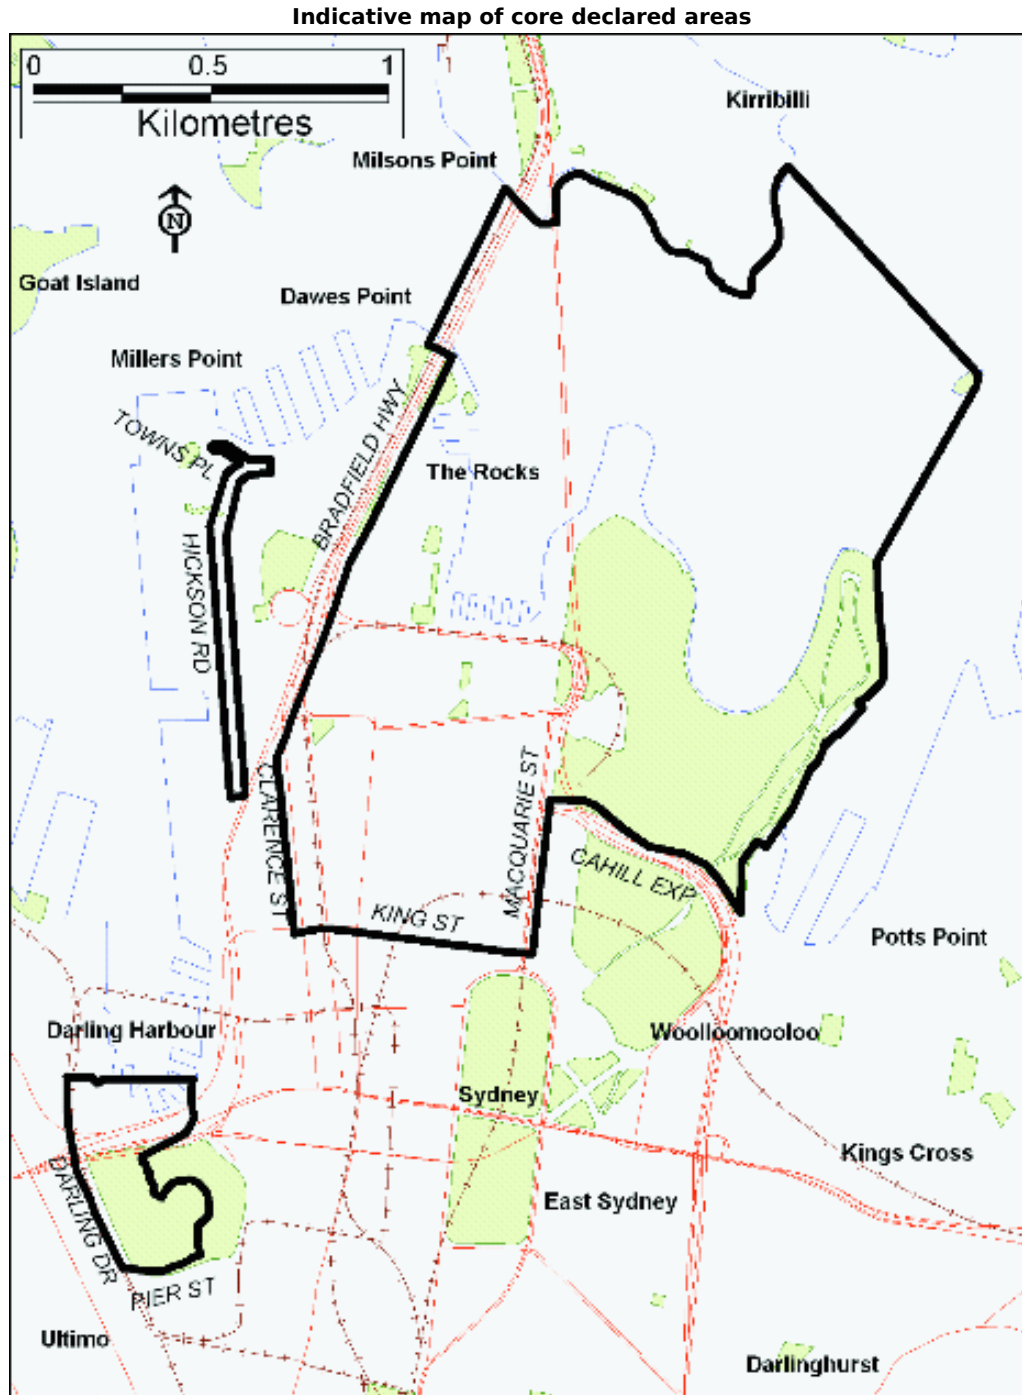 Indicative map of core declared areas
0 0.5 1
Kilometres
Kirribilli
Milsons Point
N
Goat Island
Dawes Point
Millers Point
TOWNS PL
BRADFIELD HWY
The Rocks
HICKSON RD
CLARENCE ST
MACQUARIE ST
CAHILL EXP
KING ST
Potts Point
Darling Harbour
Woolloomooloo
Sydney
Kings Cross
DARLING DR
East Sydney
PIER ST
Ultimo
Darlinghurst